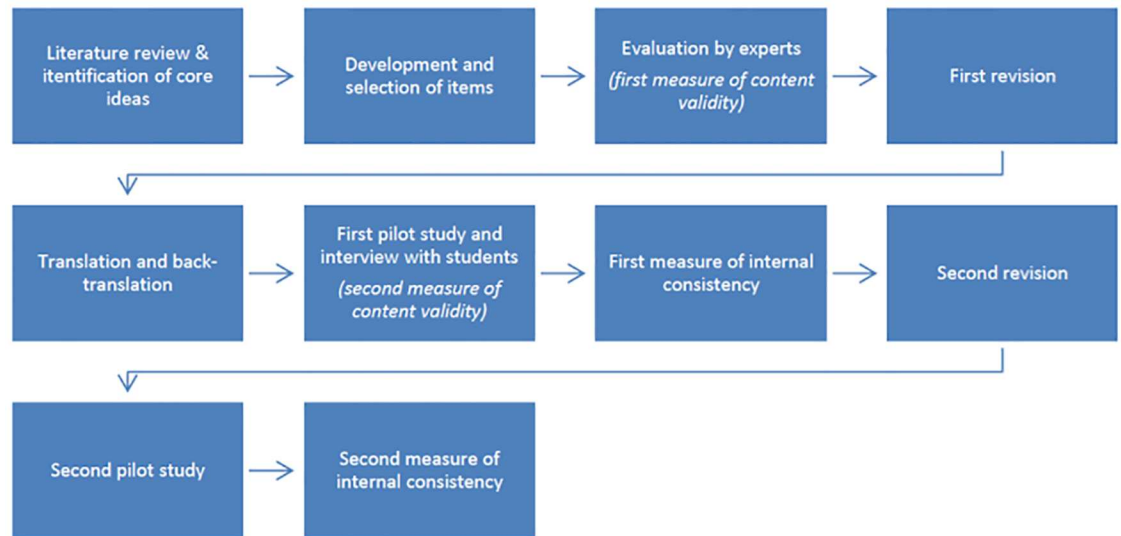 Literature review &
itentification of core
ideas
Development and
selection of items
Evaluation by experts
(first measure of content
validity)
First revision
Translation and back-
translation
First pilot study and
interview with students
(second measure of
content validity)
First measure of internal
consistency
Second revision
Second pilot study
Second measure of
internal consistency